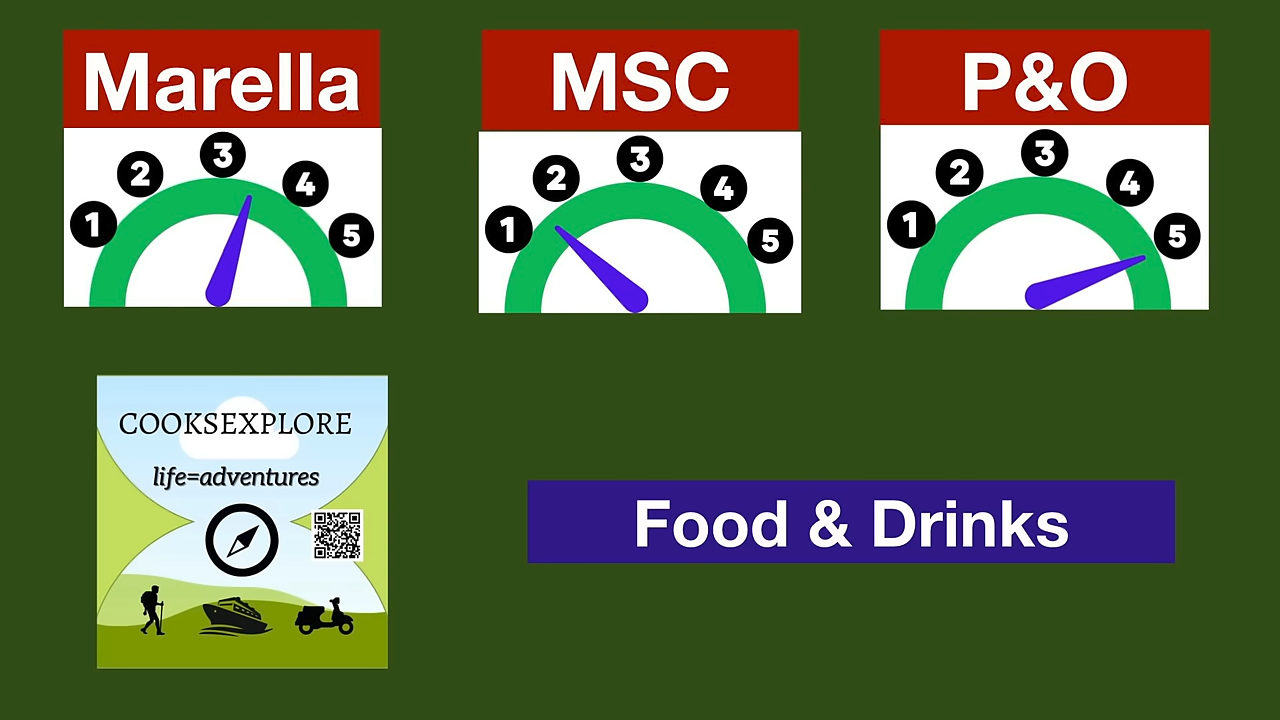 Marella
MSC
P&O
1 2 3 4 5
1 2 3 4 5
1 2 3 4 5
COOKSEXPLORE
life=adventures
Food & Drinks